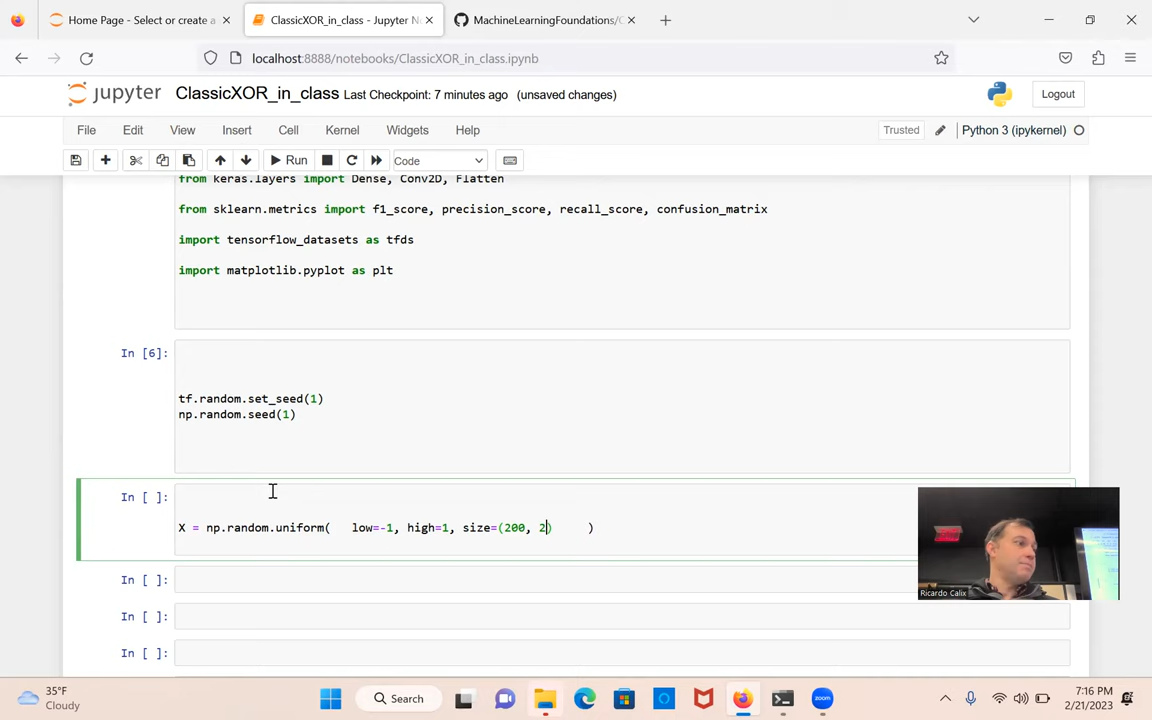 Home Page - Select or create a
ClassicXOR_in_class - Jupyter N
MachineLearningFoundations/C
localhost:8888/notebooks/ClassicXOR_in_class.ipynb
jupyter ClassicXOR_in_class Last Checkpoint: 7 minutes ago (unsaved changes)
Logout
File Edit View Insert Cell Kernel Widgets Help
Trusted
Python 3 (ipykernel)
Run
Code
from keras.layers import Dense, Conv2D, Flatten
from sklearn.metrics import f1_score, precision_score, recall_score, confusion_matrix
import tensorflow_datasets as tfds
import matplotlib.pyplot as plt
In [6]:
tf.random.set_seed(1)
np.random.seed(1)
In [ ]:
X = np.random.uniform( low=-1, high=1, size=(200, 2) )
In [ ]:
In [ ]:
In [ ]:
Ricardo Calix
35°F
Cloudy
Search
7:16 PM
2/21/2023